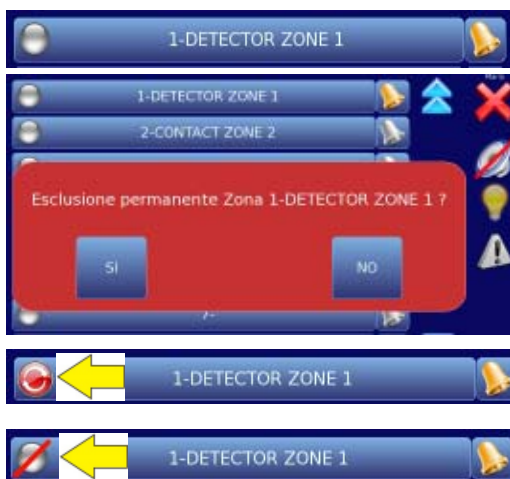 1-DETECTOR ZONE 1
1-DETECTOR ZONE 1
2-CONTACT ZONE 2
Esclusione permanente Zona 1-DETECTOR ZONE 1 ?
SI
NO
7-
1-DETECTOR ZONE 1
1-DETECTOR ZONE 1